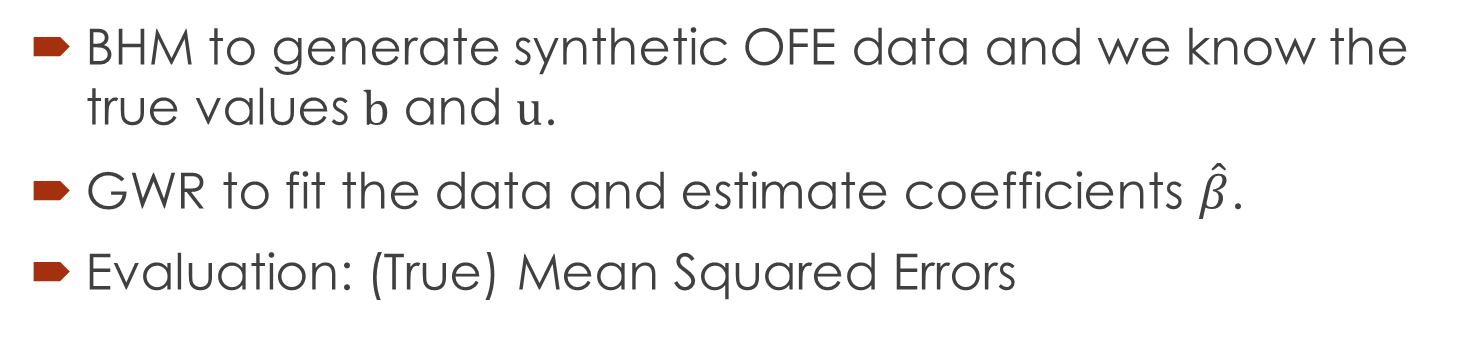 BHM to generate synthetic OFE data and we know the
true values b and u.
GWR to fit the data and estimate coefficients β̂.
Evaluation: (True) Mean Squared Errors